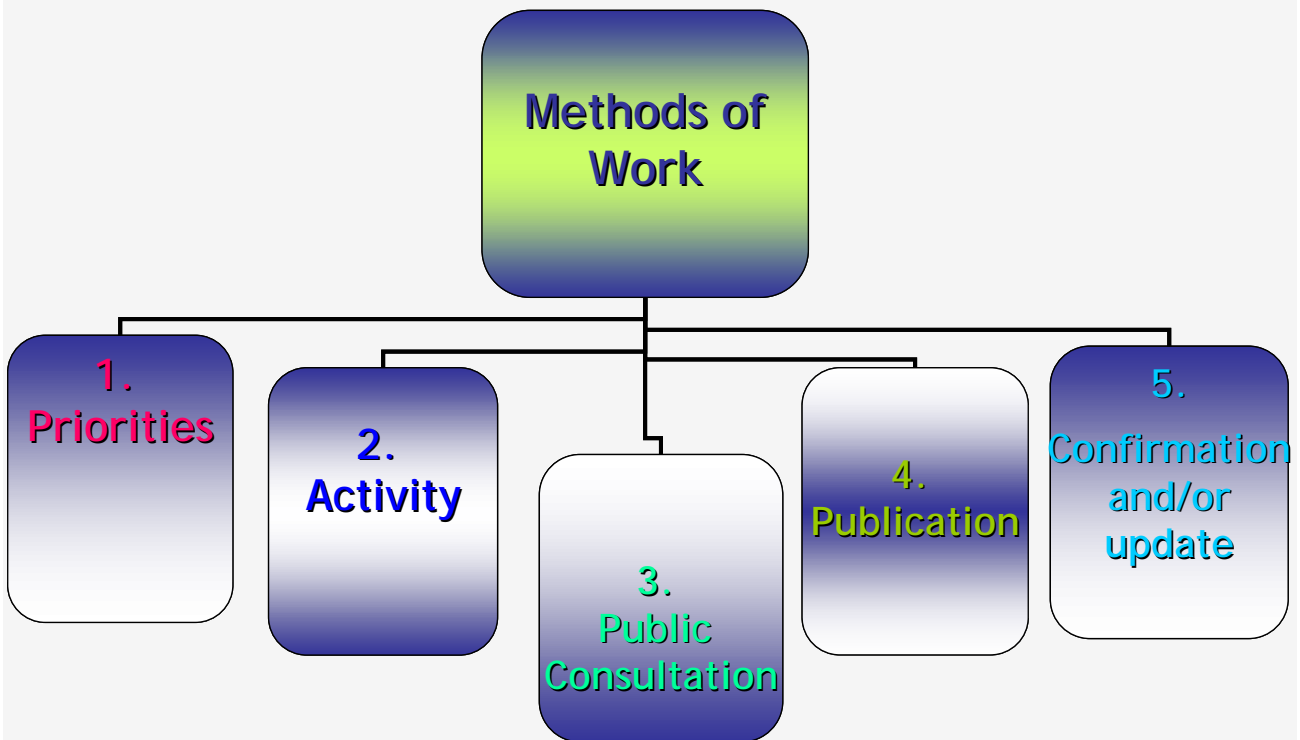 Methods of
Work
1.
Priorities
2.
Activity
3.
Public
Consultation
4.
Publication
5.
Confirmation
and/or
update